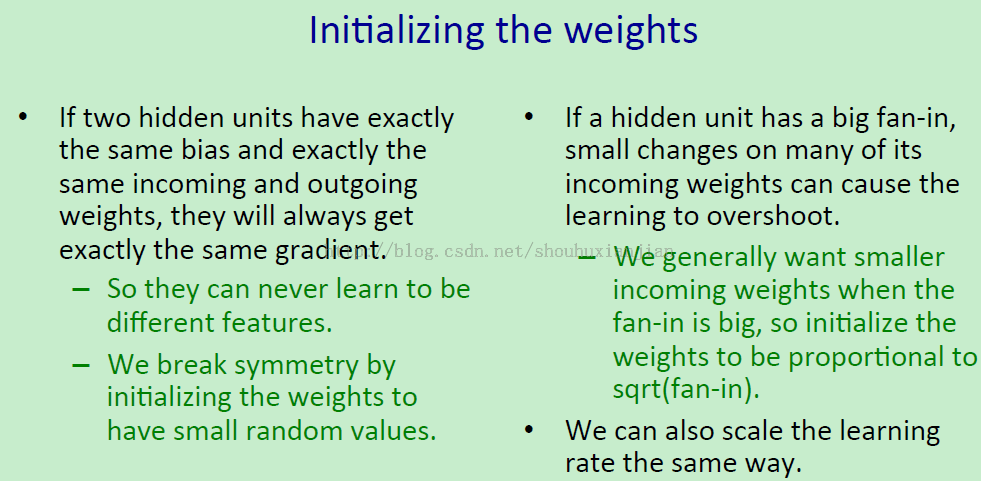 Initializing the weights
• If two hidden units have exactly
the same bias and exactly the
same incoming and outgoing
weights, they will always get
exactly the same gradient.
– So they can never learn to be
different features.
– We break symmetry by
initializing the weights to
have small random values.
• If a hidden unit has a big fan-in,
small changes on many of its
incoming weights can cause the
learning to overshoot.
– We generally want smaller
incoming weights when the
fan-in is big, so initialize the
weights to be proportional to
sqrt(fan-in).
• We can also scale the learning
rate the same way.
http://blog.csdn.net/shouhuxianjian